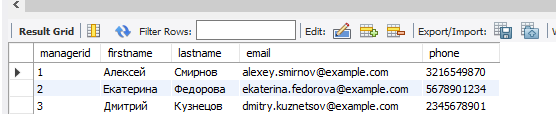 Result Grid Filter Rows: Edit: Export/Import:
managerid firstname lastname email phone
1 Алексей Смирнов alexey.smirnov@example.com 3216549870
2 Екатерина Федорова ekaterina.fedorova@example.com 5678901234
3 Дмитрий Кузнецов dmitry.kuznetsov@example.com 2345678901